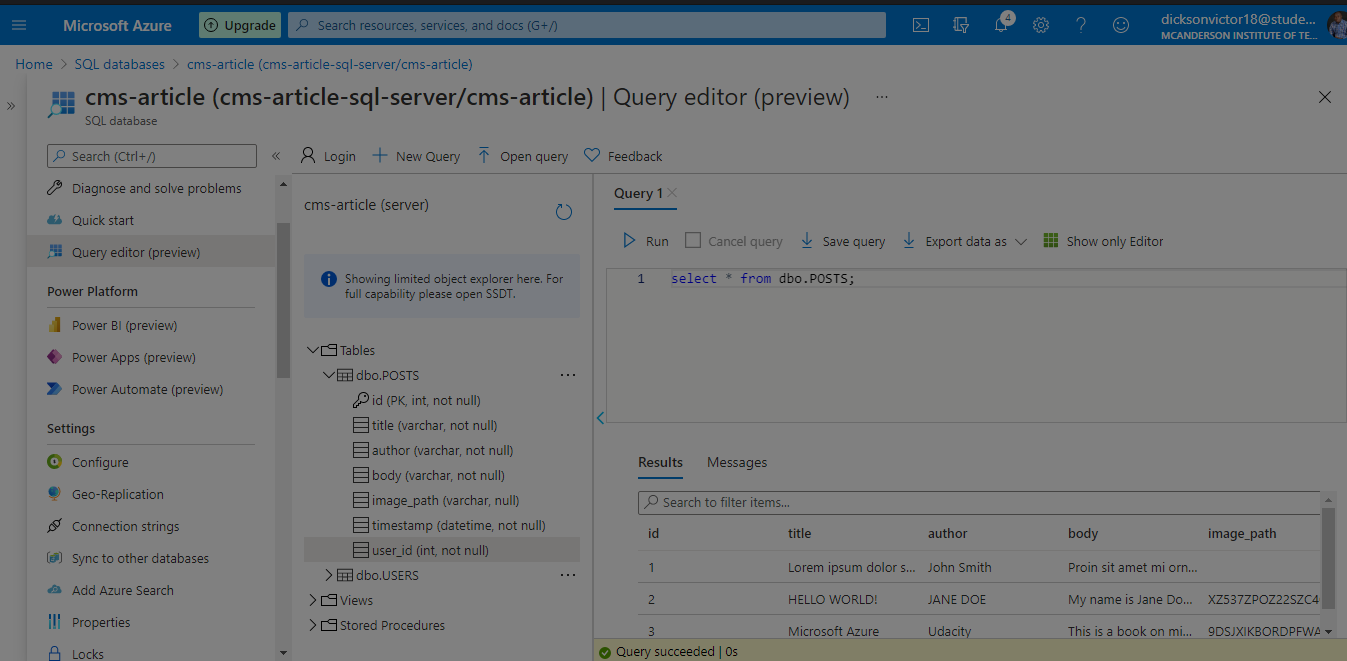 Microsoft Azure
Upgrade
Search resources, services, and docs (G+/)
4
dicksonvictor18@stude...
MCANDERSON INSTITUTE OF TE...
Home > SQL databases > cms-article (cms-article-sql-server/cms-article)
cms-article (cms-article-sql-server/cms-article) | Query editor (preview) ...
SQL database
Search (Ctrl+/)
Diagnose and solve problems
Quick start
Query editor (preview)
Power Platform
Power BI (preview)
Power Apps (preview)
Power Automate (preview)
Settings
Configure
Geo-Replication
Connection strings
Sync to other databases
Add Azure Search
Properties
Locks
Login
New Query
Open query
Feedback
cms-article (server)
Showing limited object explorer here. For
full capability please open SSDT.
Tables
dbo.POSTS
id (PK, int, not null)
title (varchar, not null)
author (varchar, not null)
body (varchar, not null)
image_path (varchar, null)
timestamp (datetime, not null)
user_id (int, not null)
dbo.USERS
Views
Stored Procedures
Query 1
Run
Cancel query
Save query
Export data as
Show only Editor
1 select * from dbo.POSTS;
Results Messages
Search to filter items...
id title author body image_path
1 Lorem ipsum dolor s... John Smith Proin sit amet mi orn...
2 HELLO WORLD! JANE DOE My name is Jane Do... XZ537ZPOZ22SZC4
3 Microsoft Azure Udacity This is a book on mi... 9DSJXIKBORDPFWA
Query succeeded | 0s